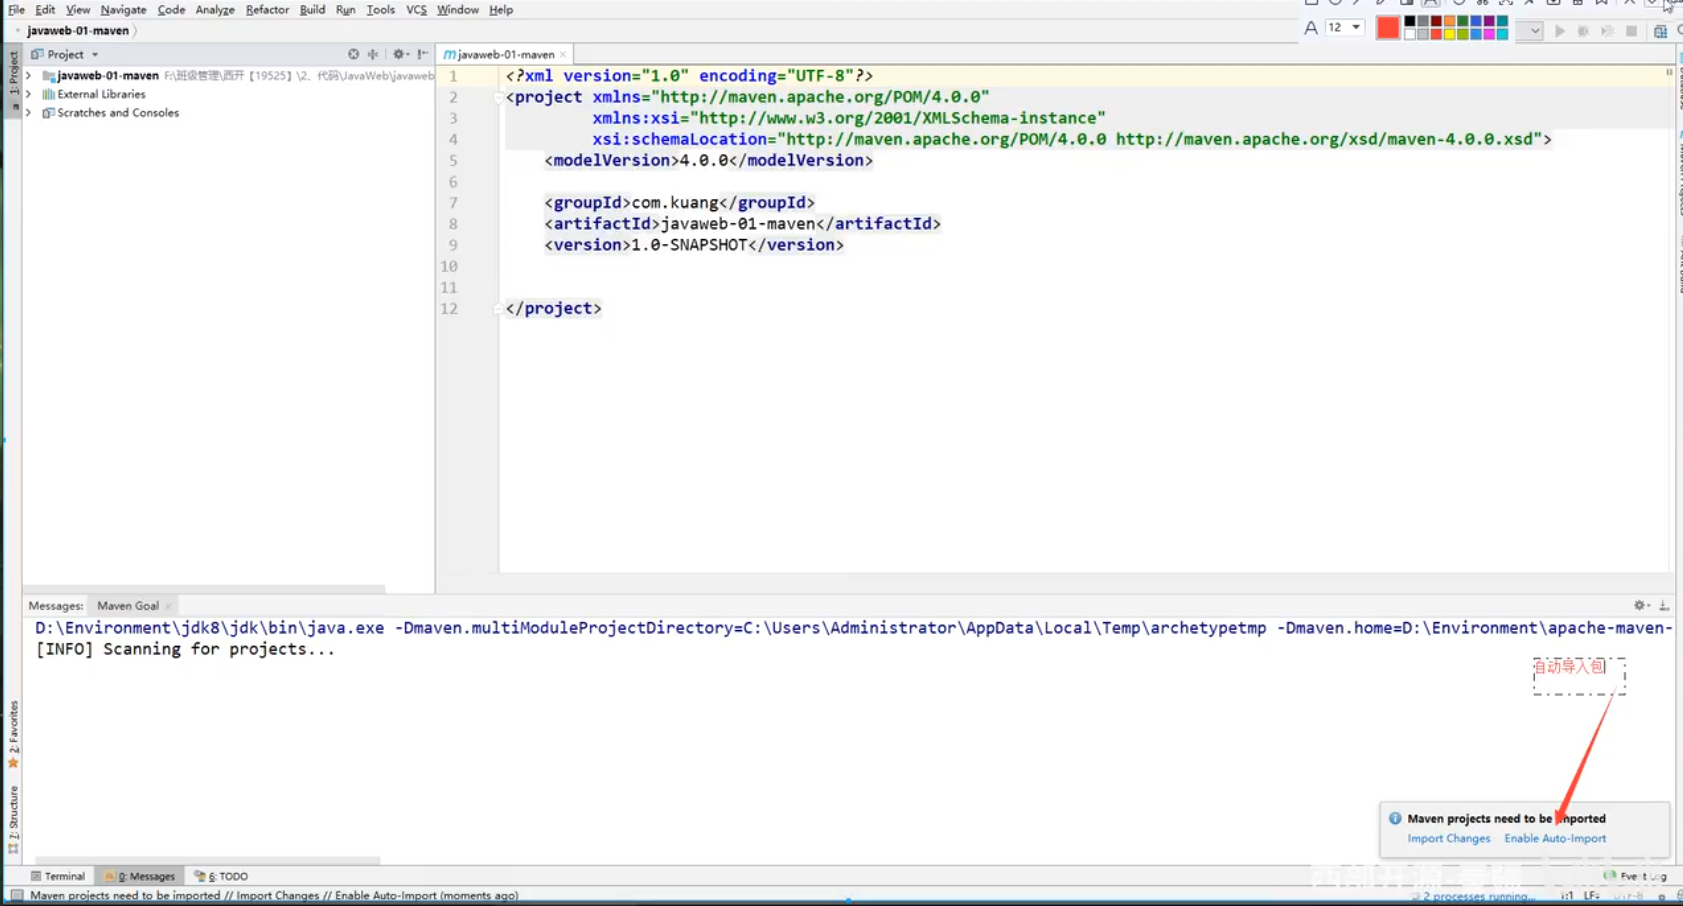 File Edit View Navigate Code Analyze Refactor Build Run Tools VCS Window Help
javaweb-01-maven
A 12
1: Project
Project
javaweb-01-maven F:\班级管理\西开【19525】\2、代码\JavaWeb\javaweb
External Libraries
Scratches and Consoles
javaweb-01-maven
1 <?xml version="1.0" encoding="UTF-8"?>
2 <project xmlns="http://maven.apache.org/POM/4.0.0"
3 xmlns:xsi="http://www.w3.org/2001/XMLSchema-instance"
4 xsi:schemaLocation="http://maven.apache.org/POM/4.0.0 http://maven.apache.org/xsd/maven-4.0.0.xsd">
5 <modelVersion>4.0.0</modelVersion>
6
7 <groupId>com.kuang</groupId>
8 <artifactId>javaweb-01-maven</artifactId>
9 <version>1.0-SNAPSHOT</version>
10
11
12 </project>
Messages: Maven Goal
D:\Environment\jdk8\jdk\bin\java.exe -Dmaven.multiModuleProjectDirectory=C:\Users\Administrator\AppData\Local\Temp\archetypetmp -Dmaven.home=D:\Environment\apache-maven-
[INFO] Scanning for projects...
自动导入包
2: Favorites
7: Structure
Maven projects need to be imported
Import Changes Enable Auto-Import
Terminal 0: Messages 6: TODO
Event Log
Maven projects need to be imported // Import Changes // Enable Auto-Import (moments ago)
2 processes running... 1:1 LF÷ UTF-8